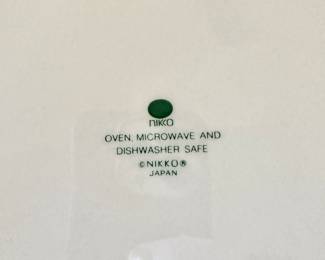 NIKKO
OVEN, MICROWAVE AND
DISHWASHER SAFE
©NIKKO®
JAPAN